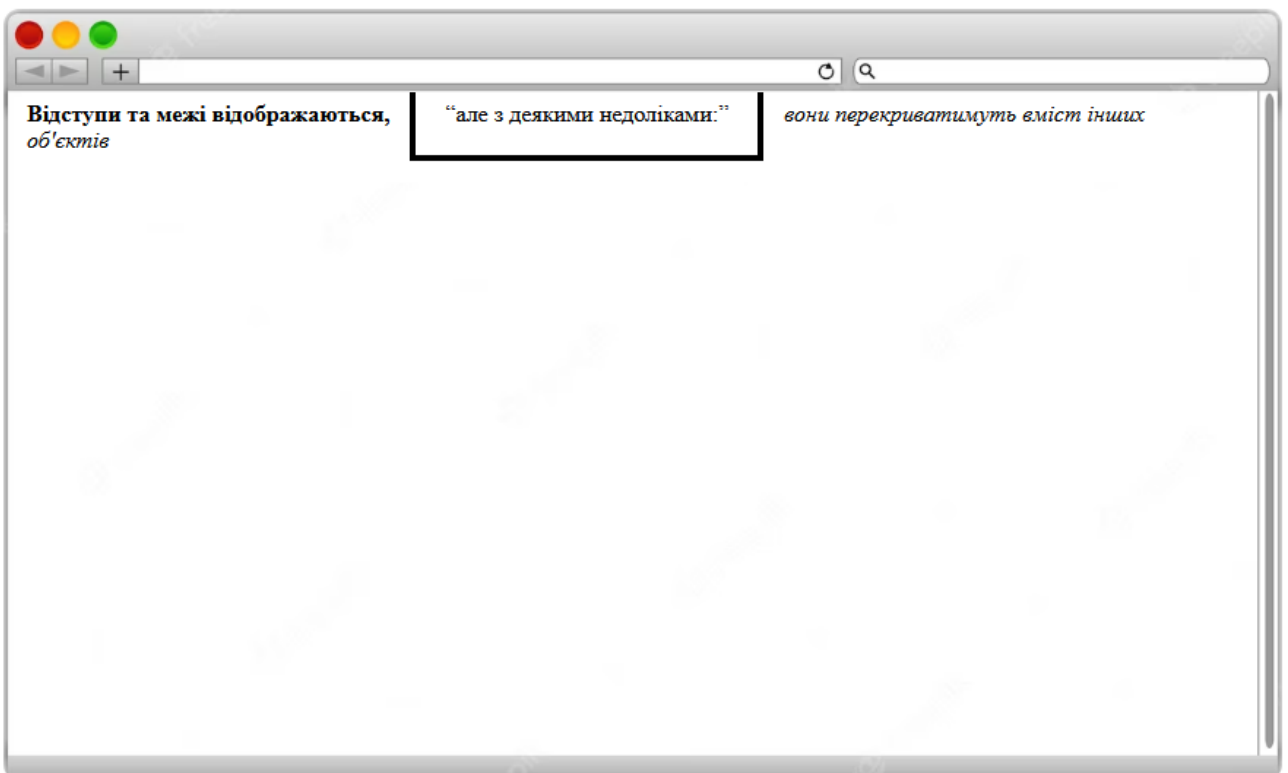 Відступи та межі відображаються, “але з деякими недоліками:” вони перекриватимуть вміст інших
об'єктів